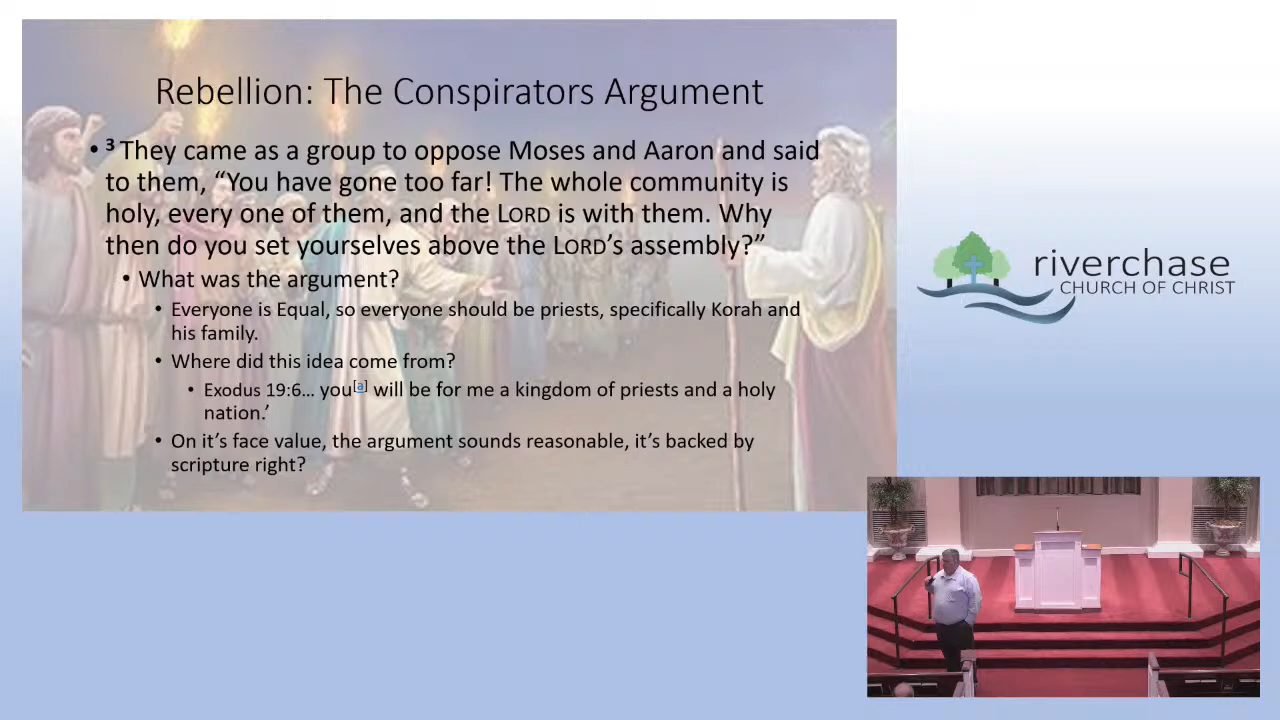 Rebellion: The Conspirators Argument
• 3 They came as a group to oppose Moses and Aaron and said
to them, “You have gone too far! The whole community is
holy, every one of them, and the LORD is with them. Why
then do you set yourselves above the LORD’s assembly?”
• What was the argument?
• Everyone is Equal, so everyone should be priests, specifically Korah and
his family.
• Where did this idea come from?
• Exodus 19:6… you[a] will be for me a kingdom of priests and a holy
nation.’
• On it’s face value, the argument sounds reasonable, it’s backed by
scripture right?
riverchase
CHURCH OF CHRIST